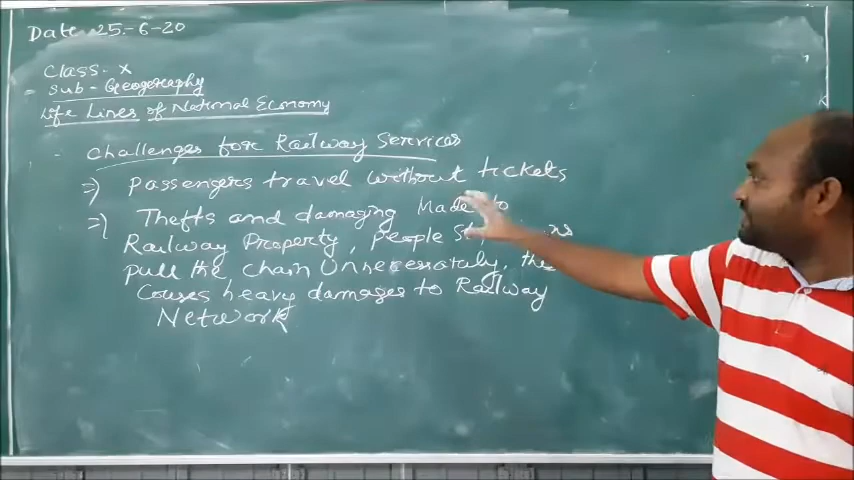 Date 25-6-20
Class - X
Sub - Geography
Life Lines of National Economy
Challenges for Railway Services
=) Passengers travel without tickets
=) Thefts and damaging Made to
Railway Property, People
pull the chain Unnecessarily, this
Causes heavy damages to Railway
Network